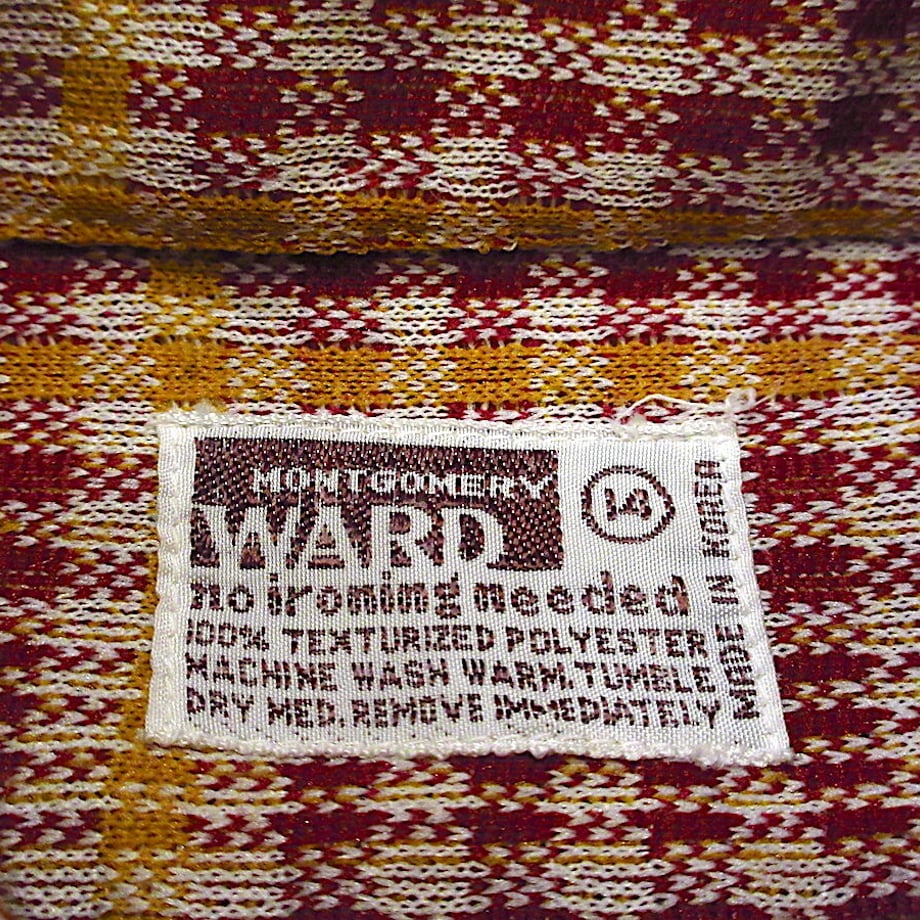 MONTGOMERY
WARD
14
no ironing needed
100% TEXTURIZED POLYESTER
MACHINE WASH WARM.TUMBLE
DRY MED.REMOVE IMMEDIATELY
MADE IN KOREA